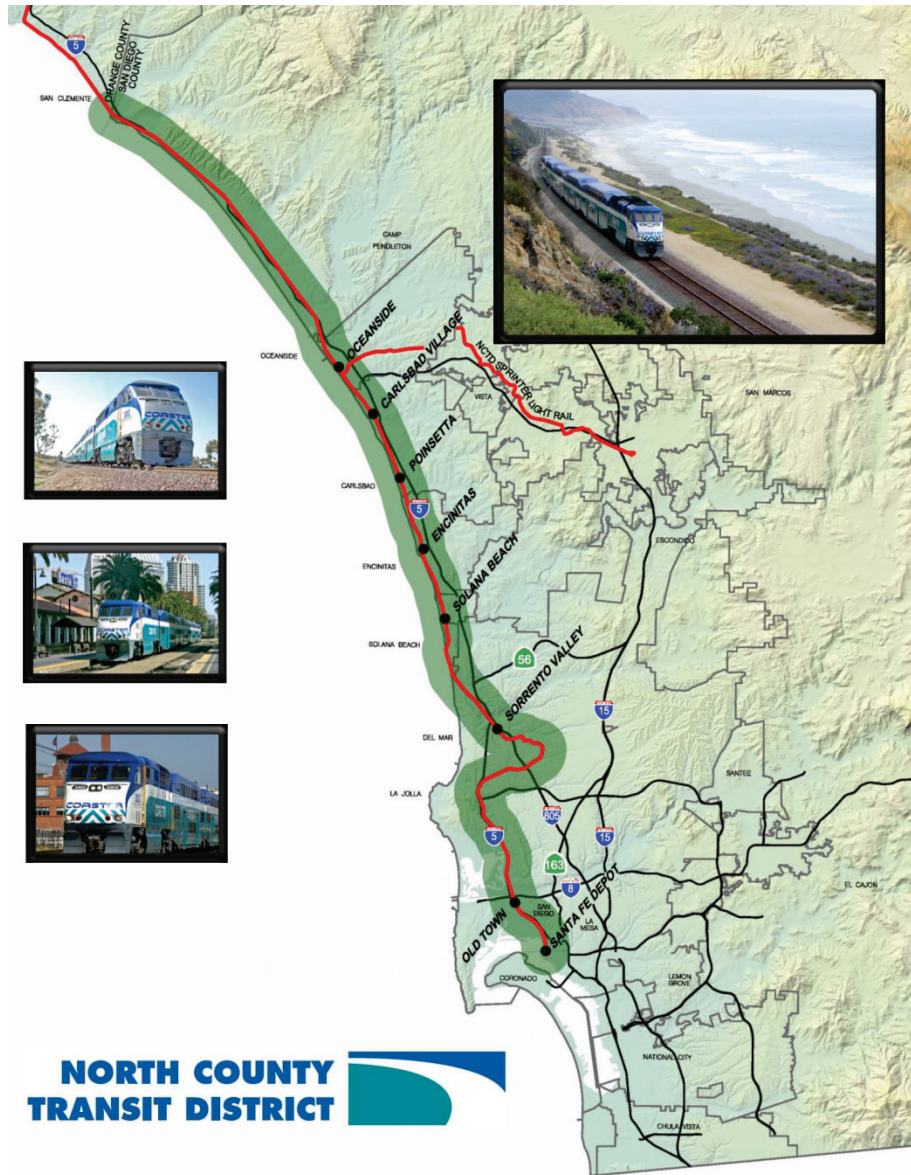 5
ORANGE COUNTY
SAN DIEGO
COUNTY
SAN CLEMENTE
CAMP
PENDLETON
OCEANSIDE
OCEANSIDE
CARLSBAD VILLAGE
NCTD SPRINTER LIGHT RAIL
VISTA
SAN MARCOS
COASTER
POINSETTA
CARLSBAD
5
ENCINITAS
ESCONDIDO
ENCINITAS
SOLANA BEACH
SOLANA BEACH
56
COASTER
SORRENTO VALLEY
15
DEL MAR
SANTEE
LA JOLLA
COASTER
805
5
15
163
8
EL CAJON
OLD TOWN
SAN
DIEGO
LA
MESA
SANTA FE DEPOT
CORONADO
LEMON
GROVE
NATIONAL CITY
CHULA VISTA
NORTH COUNTY
TRANSIT DISTRICT